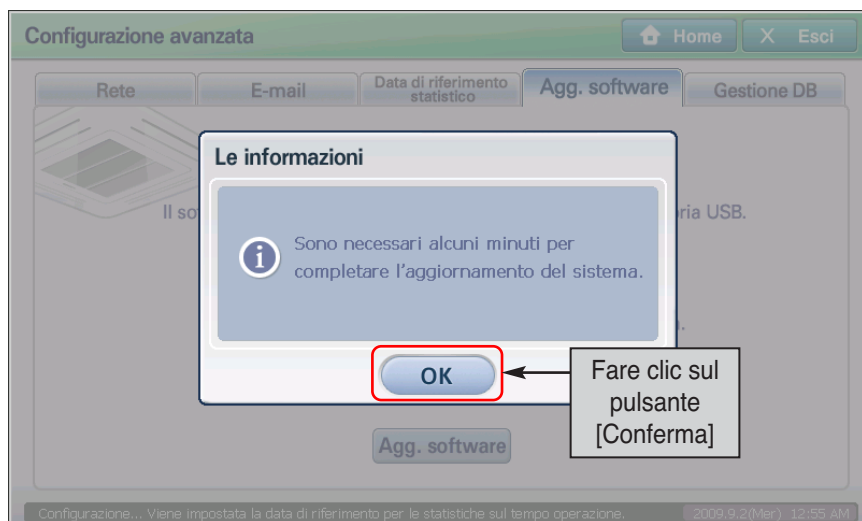 Configurazione avanzata
Home
X Esci
Rete
E-mail
Data di riferimento
statistico
Agg. software
Gestione DB
Le informazioni
Il so
ria USB.
Sono necessari alcuni minuti per
completare l'aggiornamento del sistema.
OK
Fare clic sul
pulsante
[Conferma]
Agg. software
Configurazione... Viene impostata la data di riferimento per le statistiche sul tempo operazione.
2009.9.2(Mer) 12:55 AM